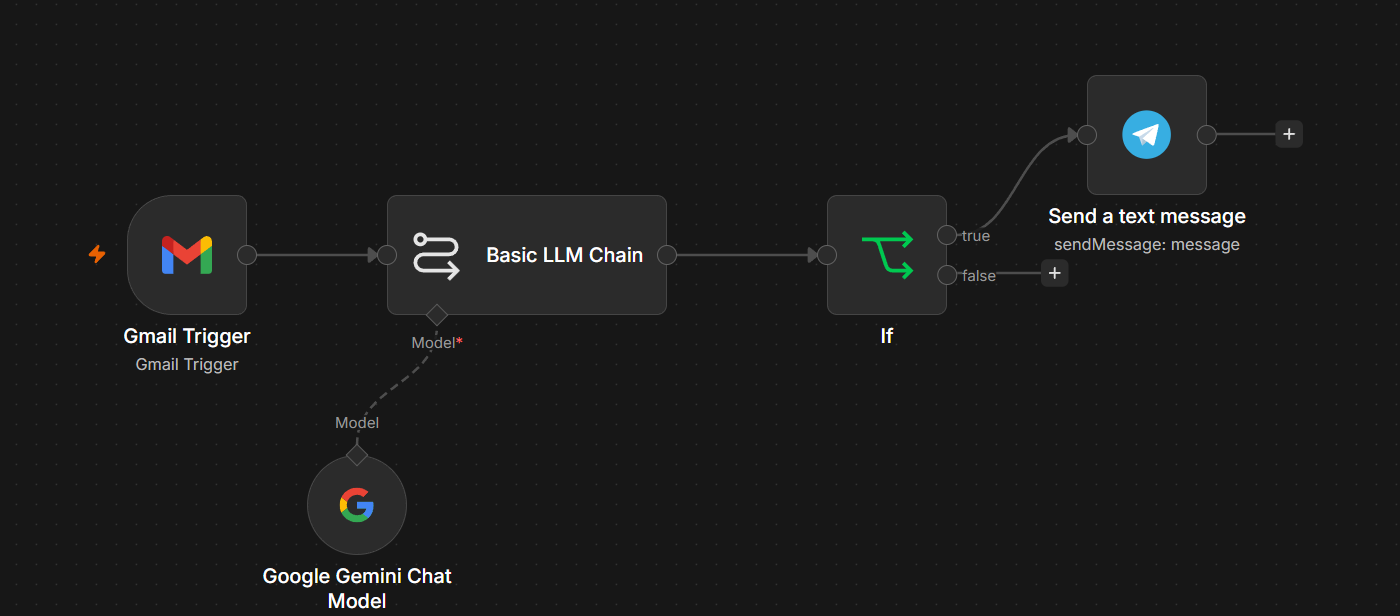 Gmail Trigger
Gmail Trigger
Basic LLM Chain
Model*
Model
Google Gemini Chat
Model
If
true
false
Send a text message
sendMessage: message